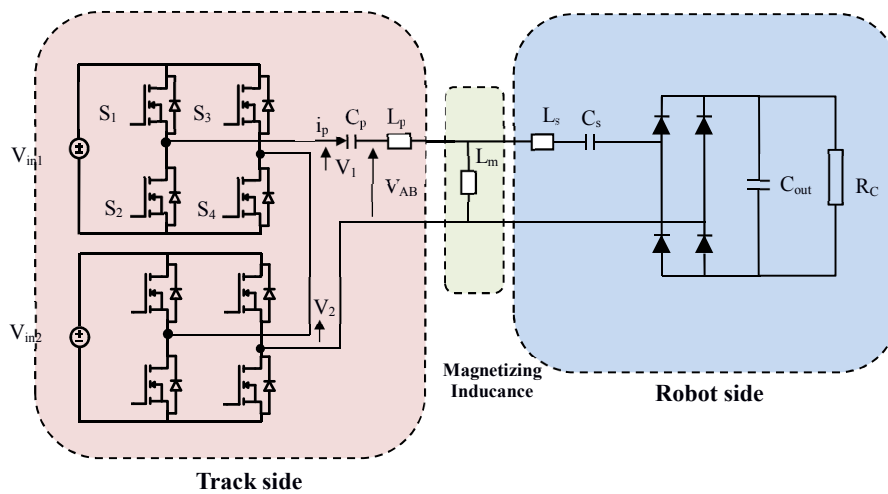 S1
S3
ip
Cp
Lp
Ls
Cs
Vin1
V1
Lm
VAB
Cout
RC
S2
S4
Vin2
V2
Magnetizing
Inducance
Robot side
Track side